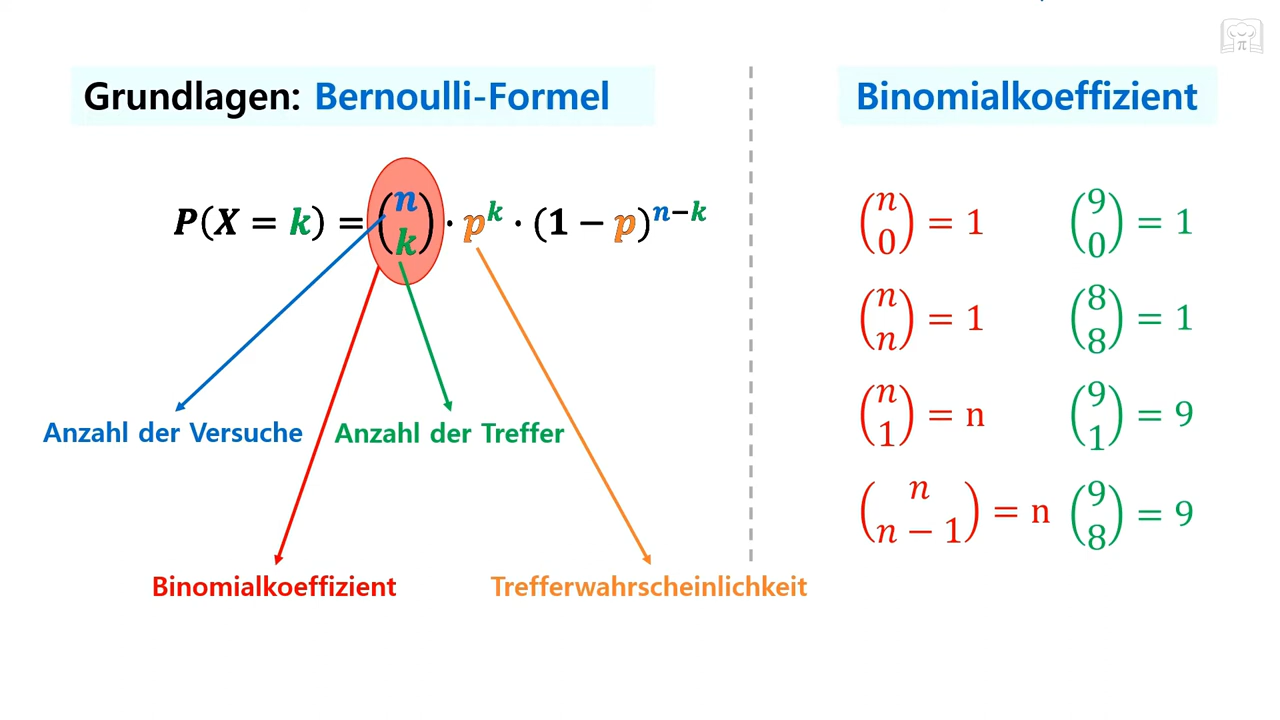 Grundlagen: Bernoulli-Formel
P(X = k) = (n k) · p^k · (1 − p)^{n−k}
Anzahl der Versuche
Anzahl der Treffer
Binomialkoeffizient
Trefferwahrscheinlichkeit
Binomialkoeffizient
(n 0) = 1 (9 0) = 1
(n n) = 1 (8 8) = 1
(n 1) = n (9 1) = 9
(n n − 1) = n (9 8) = 9
π